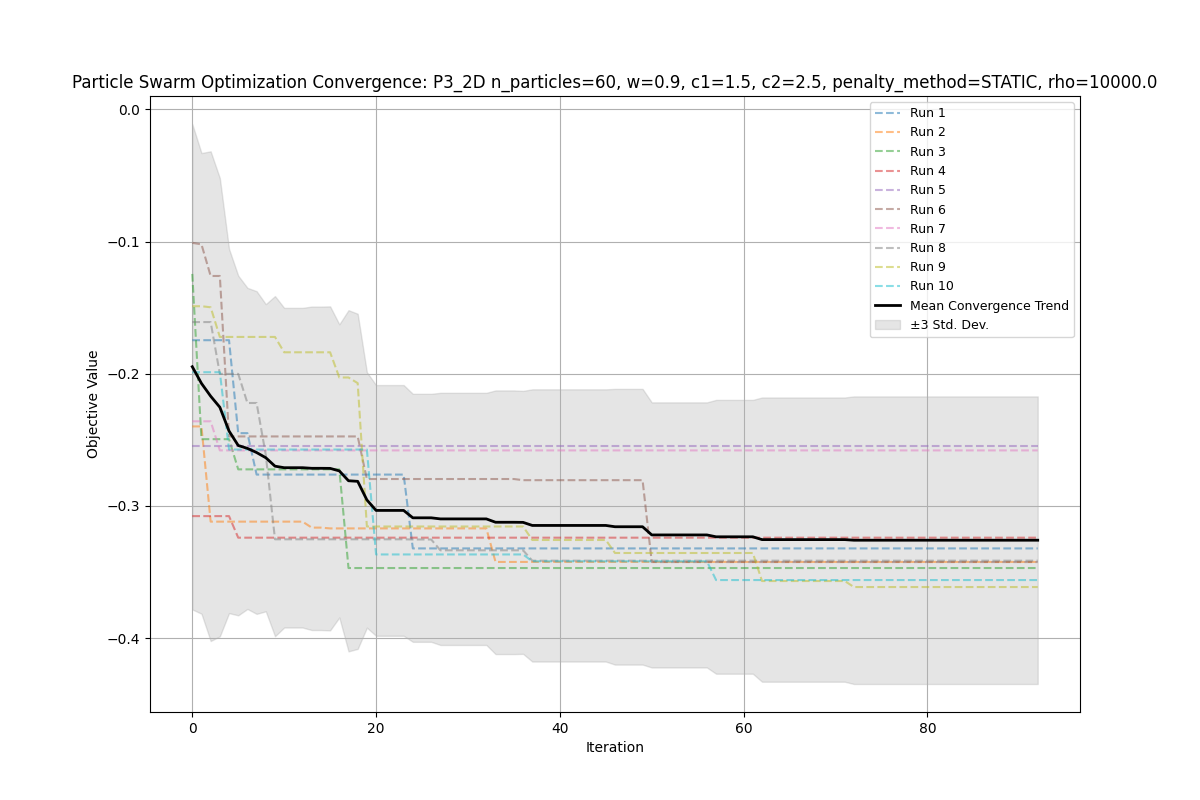 Particle Swarm Optimization Convergence: P3_2D n_particles=60, w=0.9, c1=1.5, c2=2.5, penalty_method=STATIC, rho=10000.0
0.0
−0.1
−0.2
−0.3
−0.4
Objective Value
Run 1
Run 2
Run 3
Run 4
Run 5
Run 6
Run 7
Run 8
Run 9
Run 10
Mean Convergence Trend
±3 Std. Dev.
0 20 40 60 80
Iteration